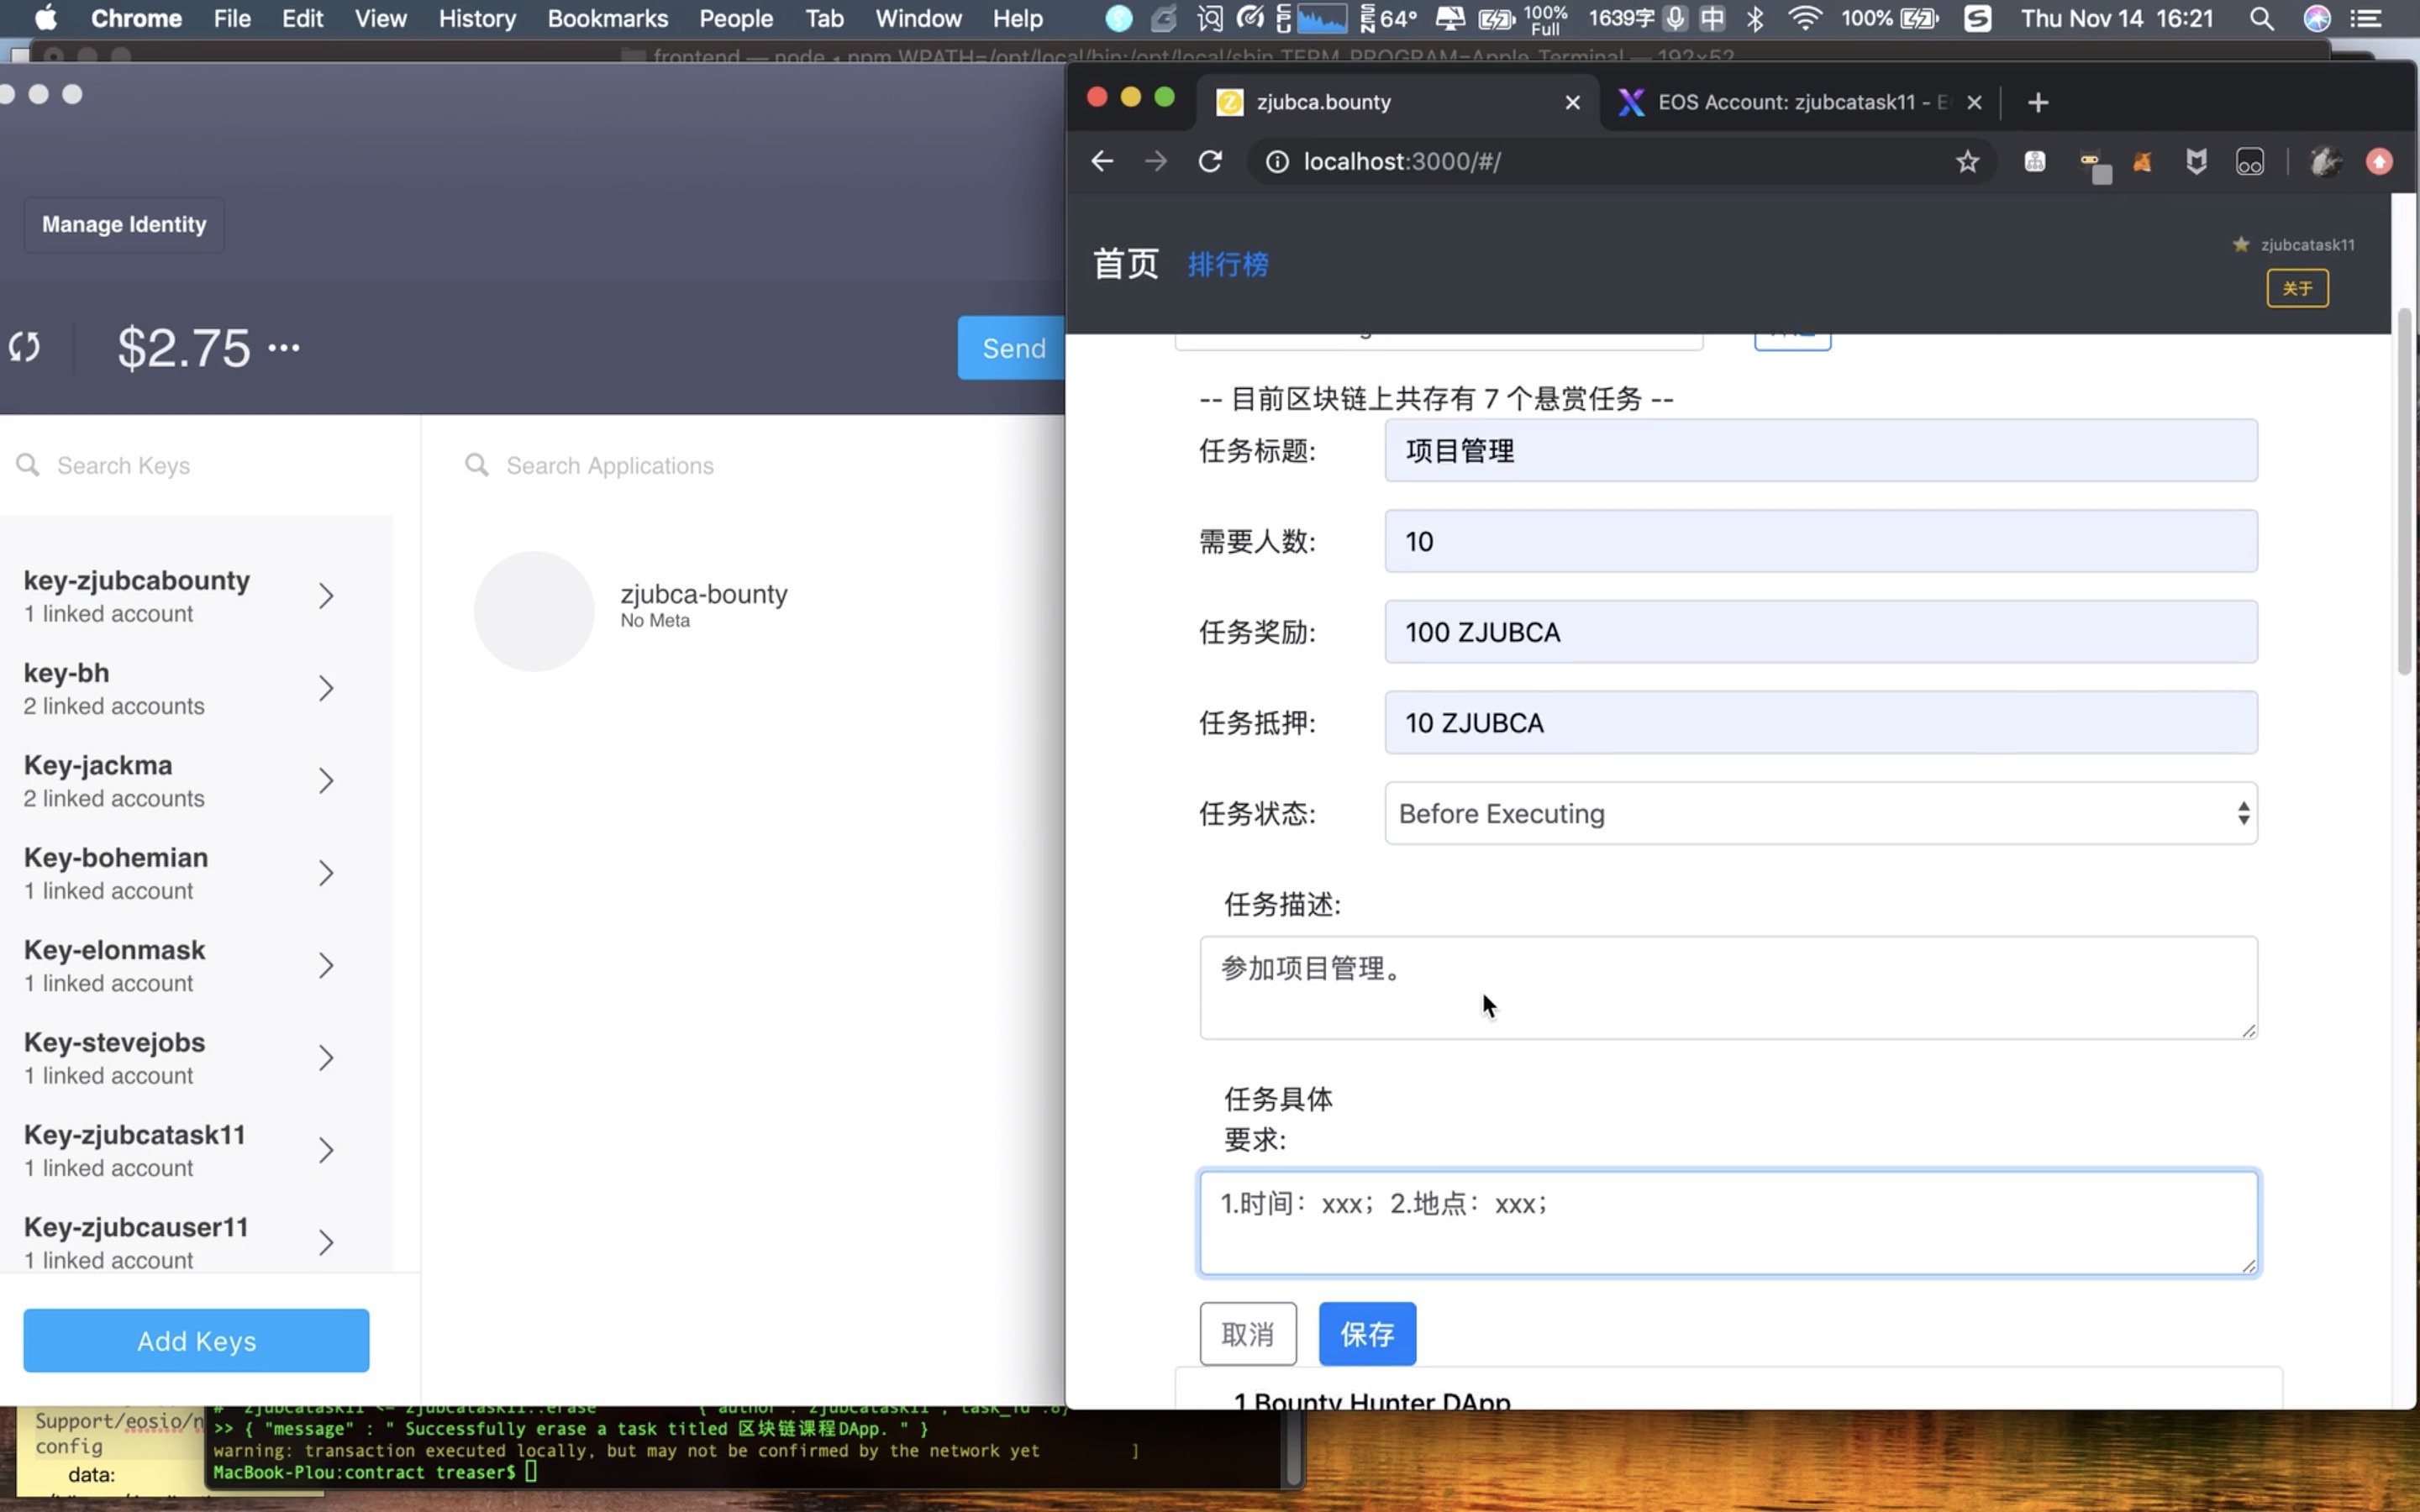 Chrome File Edit View History Bookmarks People Tab Window Help 64° 100% Full 1639字 中 100% Thu Nov 14 16:21
frontend — node ◂ npm WPATH=/opt/local/bin:/opt/local/sbin TERM_PROGRAM=Apple_Terminal — 192×52
Manage Identity
$2.75 ···
Send
Search Keys
Search Applications
key-zjubcabounty
1 linked account
key-bh
2 linked accounts
Key-jackma
2 linked accounts
Key-bohemian
1 linked account
Key-elonmask
1 linked account
Key-stevejobs
1 linked account
Key-zjubcatask11
1 linked account
Key-zjubcauser11
1 linked account
Add Keys
zjubca-bounty
No Meta
zjubca.bounty
EOS Account: zjubcatask11 - E
localhost:3000/#/
首页 排行榜
zjubcatask11
关于
-- 目前区块链上共存有 7 个悬赏任务 --
任务标题: 项目管理
需要人数: 10
任务奖励: 100 ZJUBCA
任务抵押: 10 ZJUBCA
任务状态: Before Executing
任务描述:
参加项目管理。
任务具体
要求:
1.时间：xxx；2.地点：xxx；
取消 保存
1 Bounty Hunter DApp
Support/eosio/n
config
data:
# zjubcatask11 <= zjubcatask11::erase {"author":"zjubcatask11","task_id":8}
>> { "message" : " Successfully erase a task titled 区块链课程DApp. " }
warning: transaction executed locally, but may not be confirmed by the network yet ]
MacBook-Plou:contract treaser$